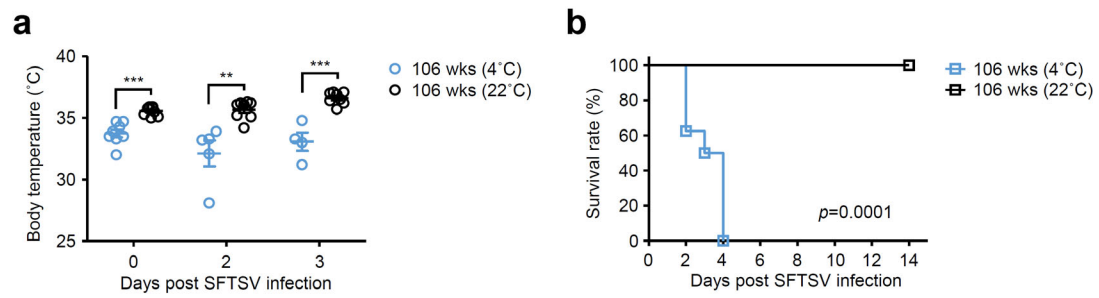 a
Body temperature (˚C)
40
35
30
25
***
**
***
0
2
3
Days post SFTSV infection
106 wks (4˚C)
106 wks (22˚C)
b
Survival rate (%)
100
80
60
40
20
0
p=0.0001
0 2 4 6 8 10 12 14
Days post SFTSV infection
106 wks (4˚C)
106 wks (22˚C)